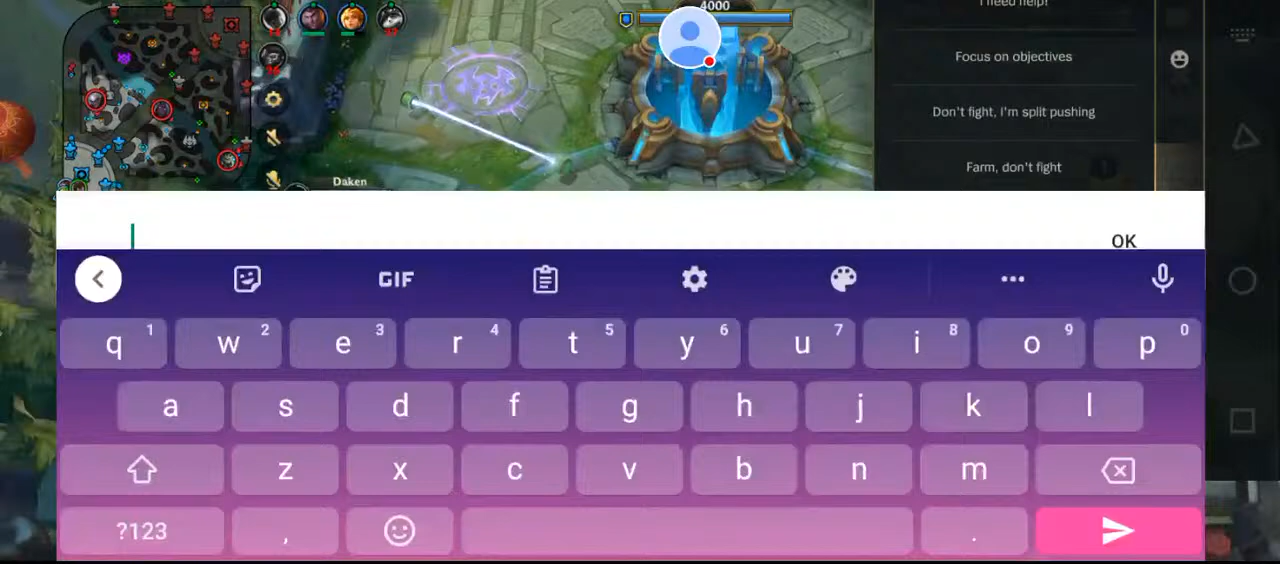 4000
I need help!
Focus on objectives
Don't fight, I'm split pushing
Farm, don't fight
Daken
OK
GIF
q 1 w 2 e 3 r 4 t 5 y 6 u 7 i 8 o 9 p 0
a s d f g h j k l
z x c v b n m
?123 , .